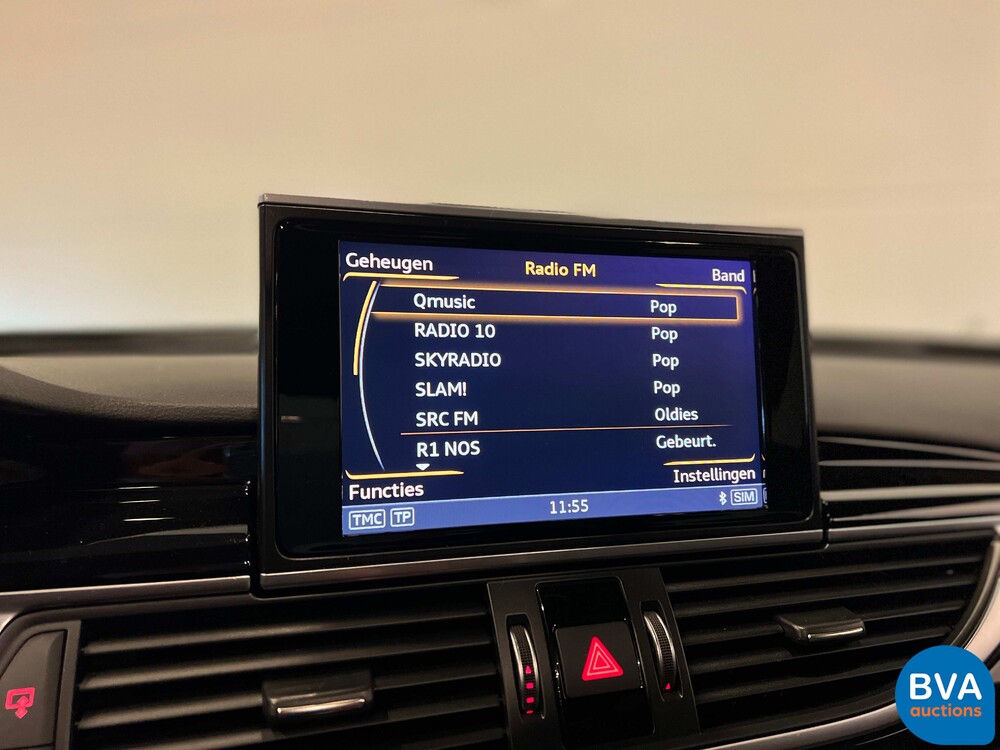 Geheugen Radio FM Band
Qmusic Pop
RADIO 10 Pop
SKYRADIO Pop
SLAM! Pop
SRC FM Oldies
R1 NOS Gebeurt.
Functies Instellingen
TMC TP 11:55 SIM
BVA
auctions